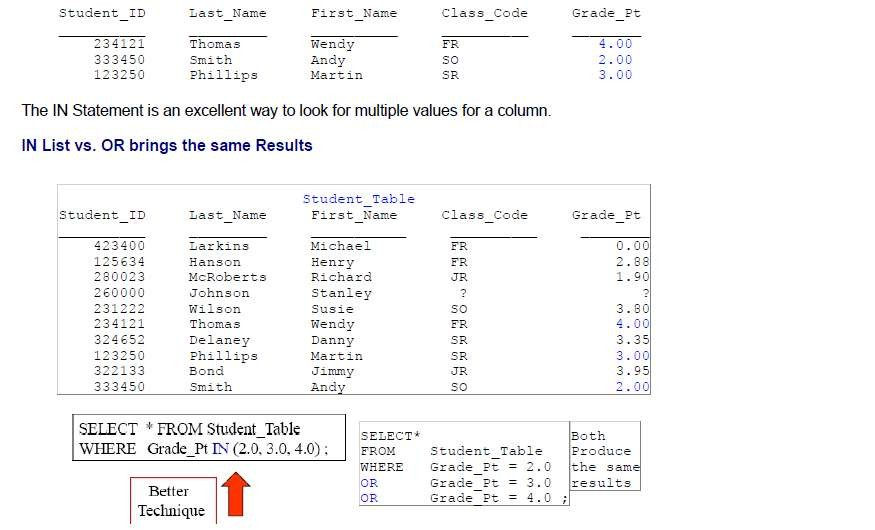 Student_ID Last_Name First_Name Class_Code Grade_Pt
234121 Thomas Wendy FR 4.00
333450 Smith Andy SO 2.00
123250 Phillips Martin SR 3.00
The IN Statement is an excellent way to look for multiple values for a column.
IN List vs. OR brings the same Results
Student_Table
Student_ID Last_Name First_Name Class_Code Grade_Pt
423400 Larkins Michael FR 0.00
125634 Hanson Henry FR 2.88
280023 McRoberts Richard JR 1.90
260000 Johnson Stanley ? ?
231222 Wilson Susie SO 3.80
234121 Thomas Wendy FR 4.00
324652 Delaney Danny SR 3.35
123250 Phillips Martin SR 3.00
322133 Bond Jimmy JR 3.95
333450 Smith Andy SO 2.00
SELECT * FROM Student_Table
WHERE Grade_Pt IN (2.0, 3.0, 4.0) ;
Better
Technique
SELECT*
FROM Student_Table
WHERE Grade_Pt = 2.0
OR Grade_Pt = 3.0
OR Grade_Pt = 4.0 ;
Both
Produce
the same
results